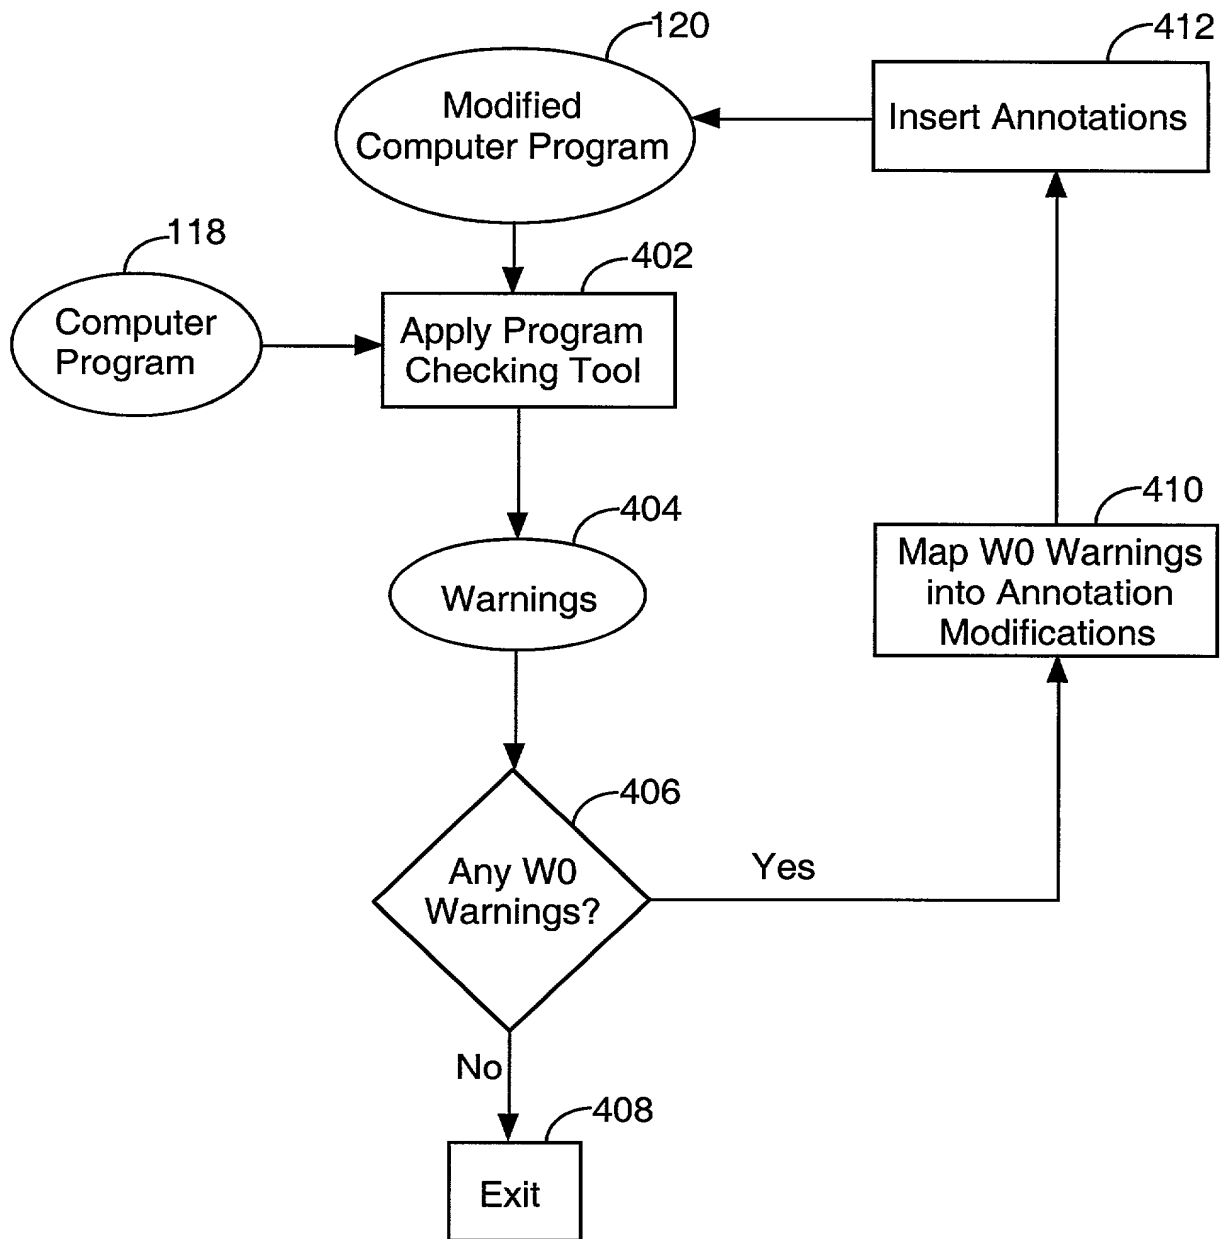 120
412
Modified
Computer Program
Insert Annotations
118
402
Computer
Program
Apply Program
Checking Tool
404
410
Warnings
Map W0 Warnings
into Annotation
Modifications
406
Any W0
Warnings?
Yes
No
408
Exit